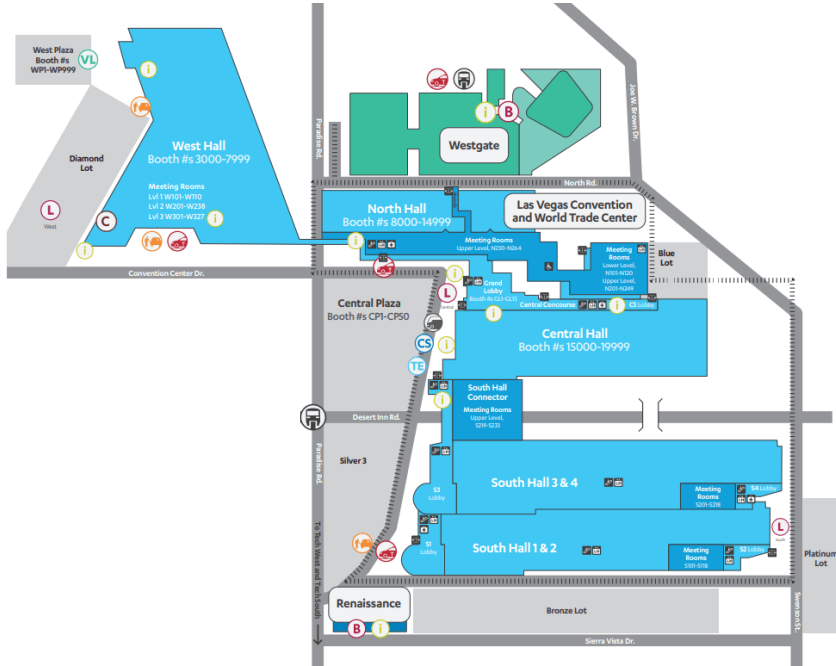 West Plaza
Booth #s
WP1-WP999
VL
i
West Hall
Booth #s 3000-7999
Meeting Rooms
Lvl 1 W101-W110
Lvl 2 W201-W238
Lvl 3 W301-W327
i
Diamond
Lot
L
West
C
i
Convention Center Dr.
Paradise Rd.
i
B
Westgate
Joe W. Brown Dr.
North Rd.
North Hall
Booth #s 8000-14999
Las Vegas Convention
and World Trade Center
i
Meeting Rooms
Upper Level, N250-N264
Meeting
Rooms
Lower Level,
N101-N120
Upper Level,
N201-N249
Blue
Lot
i
L
Central
Grand
Lobby
Booth #s GL1-GL15
i
Central Concourse
i
C3 Lobby
Central Plaza
Booth #s CP1-CP50
Central Hall
Booth #s 15000-19999
CS
i
TE
i
South Hall
Connector
Meeting Rooms
Upper Level,
S219-S233
Desert Inn Rd.
Silver 3
Paradise Rd.
S3
Lobby
South Hall 3 & 4
Meeting
Rooms
S201-S218
S4 Lobby
S1
Lobby
South Hall 1 & 2
Meeting
Rooms
S101-S118
S2 Lobby
L
South
Platinum
Lot
To Tech West and Tech South
Renaissance
B
i
Bronze Lot
Swenson St.
Sierra Vista Dr.